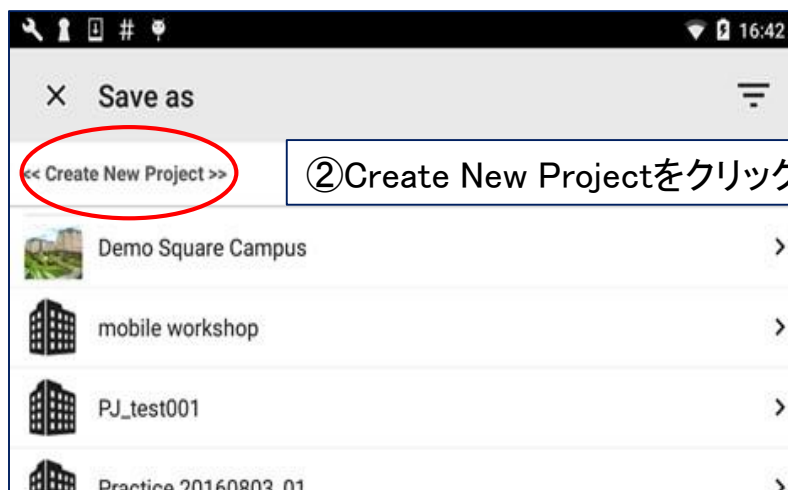 16:42
Save as
<< Create New Project >>
②Create New Projectをクリック
Demo Square Campus
mobile workshop
PJ_test001
Practice 20160803_01